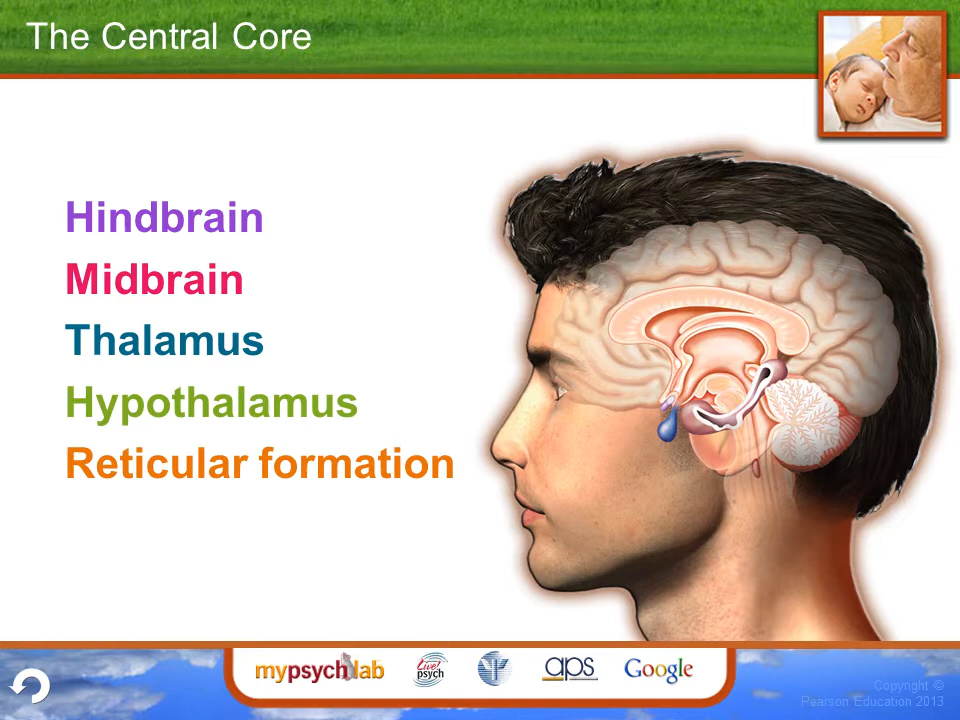 The Central Core
Hindbrain
Midbrain
Thalamus
Hypothalamus
Reticular formation
mypsychlab
Live! psych
aps
Google
Copyright ©
Pearson Education 2013